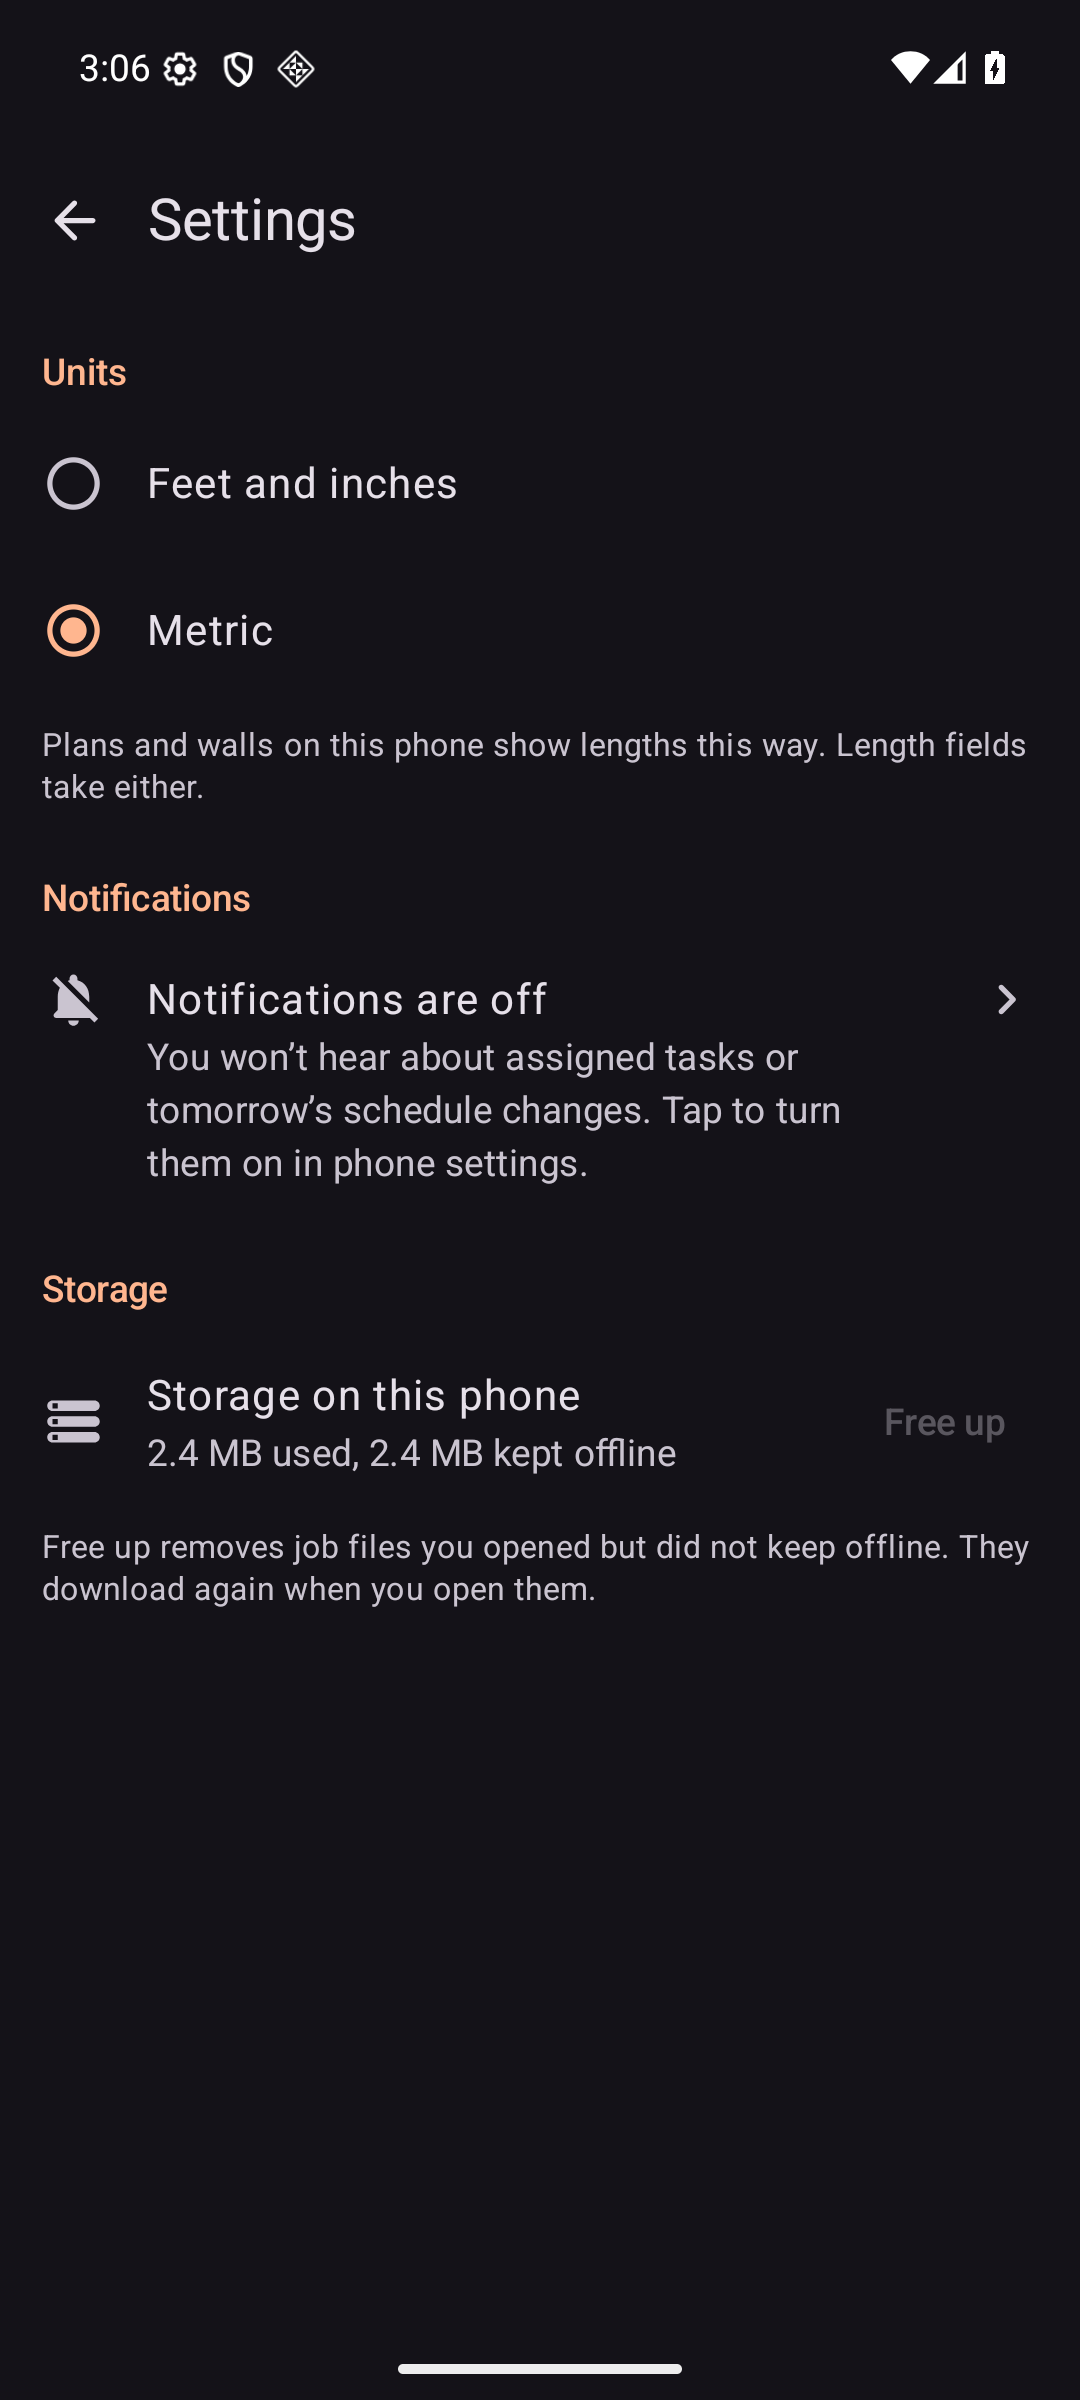 3:06
Settings
Units
Feet and inches
Metric
Plans and walls on this phone show lengths this way. Length fields
take either.
Notifications
Notifications are off
You won’t hear about assigned tasks or
tomorrow’s schedule changes. Tap to turn
them on in phone settings.
Storage
Storage on this phone
2.4 MB used, 2.4 MB kept offline
Free up
Free up removes job files you opened but did not keep offline. They
download again when you open them.